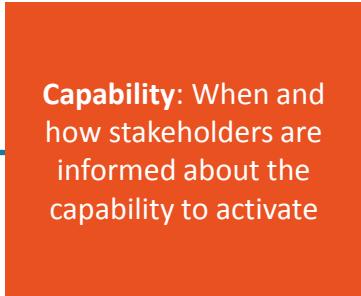 Capability: When and
how stakeholders are
informed about the
capability to activate